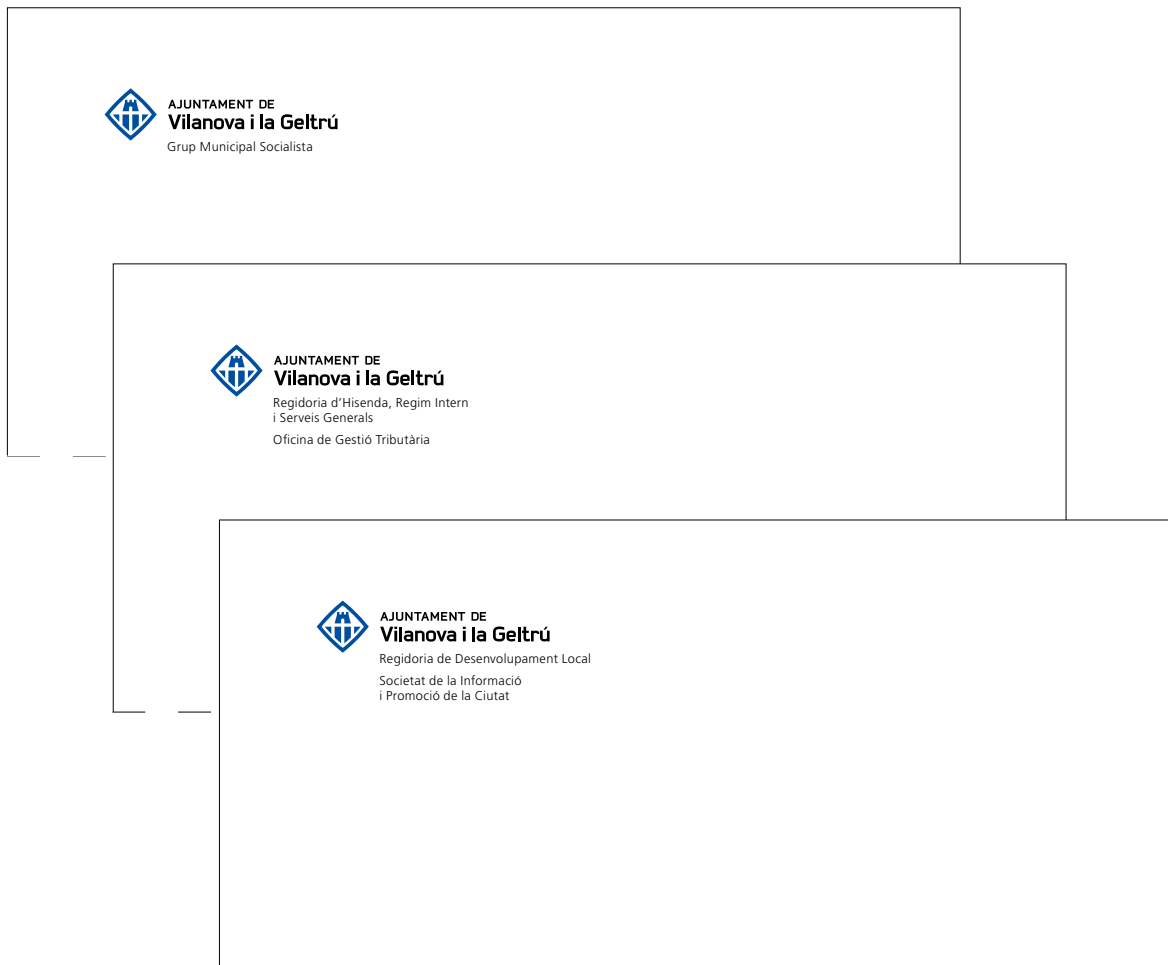 AJUNTAMENT DE
Vilanova i la Geltrú
Grup Municipal Socialista
AJUNTAMENT DE
Vilanova i la Geltrú
Regidoria d'Hisenda, Regim Intern
i Serveis Generals
Oficina de Gestió Tributària
AJUNTAMENT DE
Vilanova i la Geltrú
Regidoria de Desenvolupament Local
Societat de la Informació
i Promoció de la Ciutat